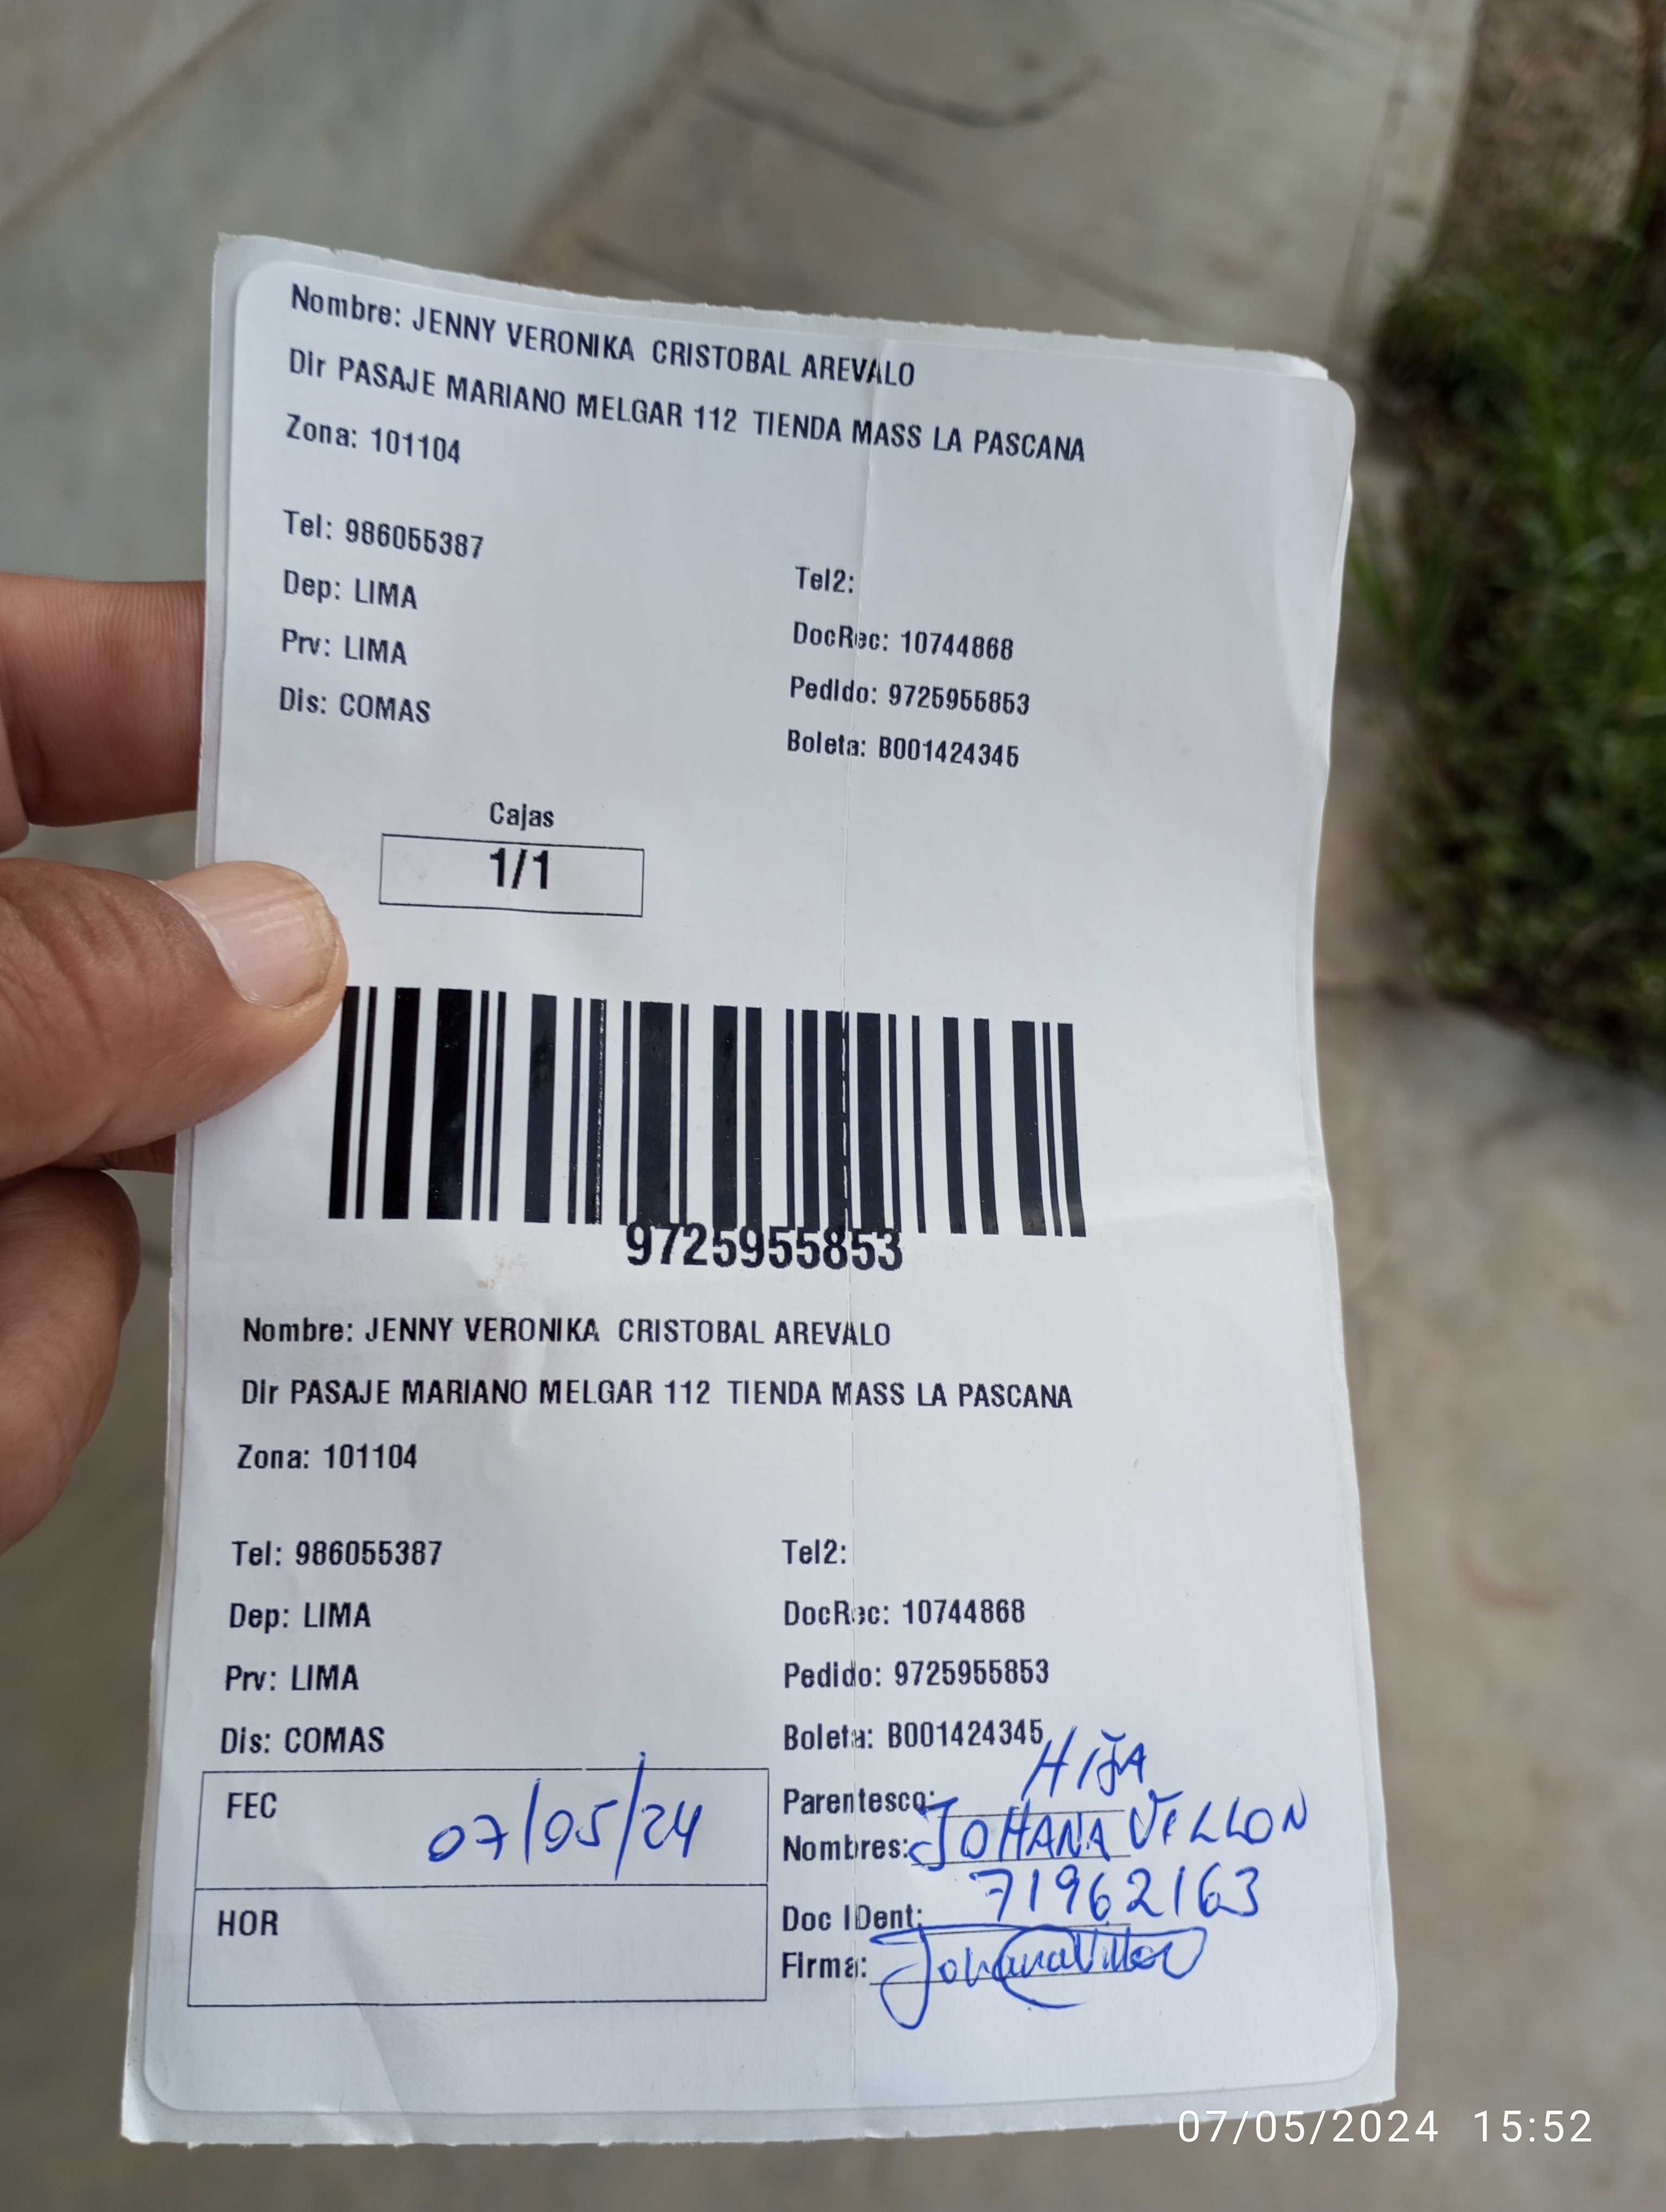 Nombre: JENNY VERONIKA CRISTOBAL AREVALO
Dir PASAJE MARIANO MELGAR 112 TIENDA MASS LA PASCANA
Zona: 101104
Tel: 986055387
Tel2:
Dep: LIMA
DocRec: 10744868
Prv: LIMA
Pedido: 9725955853
Dis: COMAS
Boleta: B001424345
Cajas
1/1
9725955853
Nombre: JENNY VERONIKA CRISTOBAL AREVALO
Dir PASAJE MARIANO MELGAR 112 TIENDA MASS LA PASCANA
Zona: 101104
Tel: 986055387
Tel2:
Dep: LIMA
DocRec: 10744868
Prv: LIMA
Pedido: 9725955853
Dis: COMAS
Boleta: B001424345
FEC 07/05/24
HOR
Parentesco: HIJA
Nombres: JOHANA VILLON
Doc IDent: 71962163
Firma: Johana Villon
07/05/2024 15:52